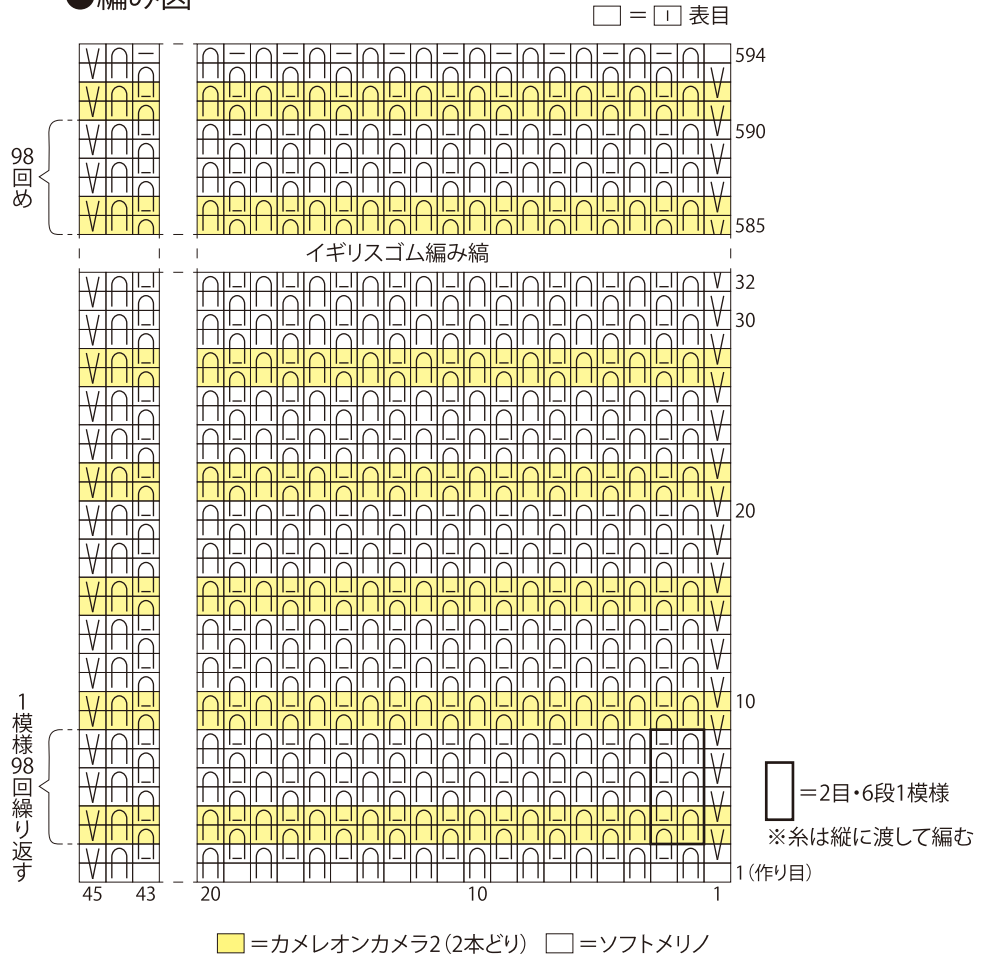 ●編み図
□=□ 表目
594
590
98回め
585
イギリスゴム編み縞
32
30
20
10
1模様98回繰り返す
=2目・6段1模様
※糸は縦に渡して編む
1(作り目)
45 43 20 10 1
=カメレオンカメラ2(2本どり) =ソフトメリノ